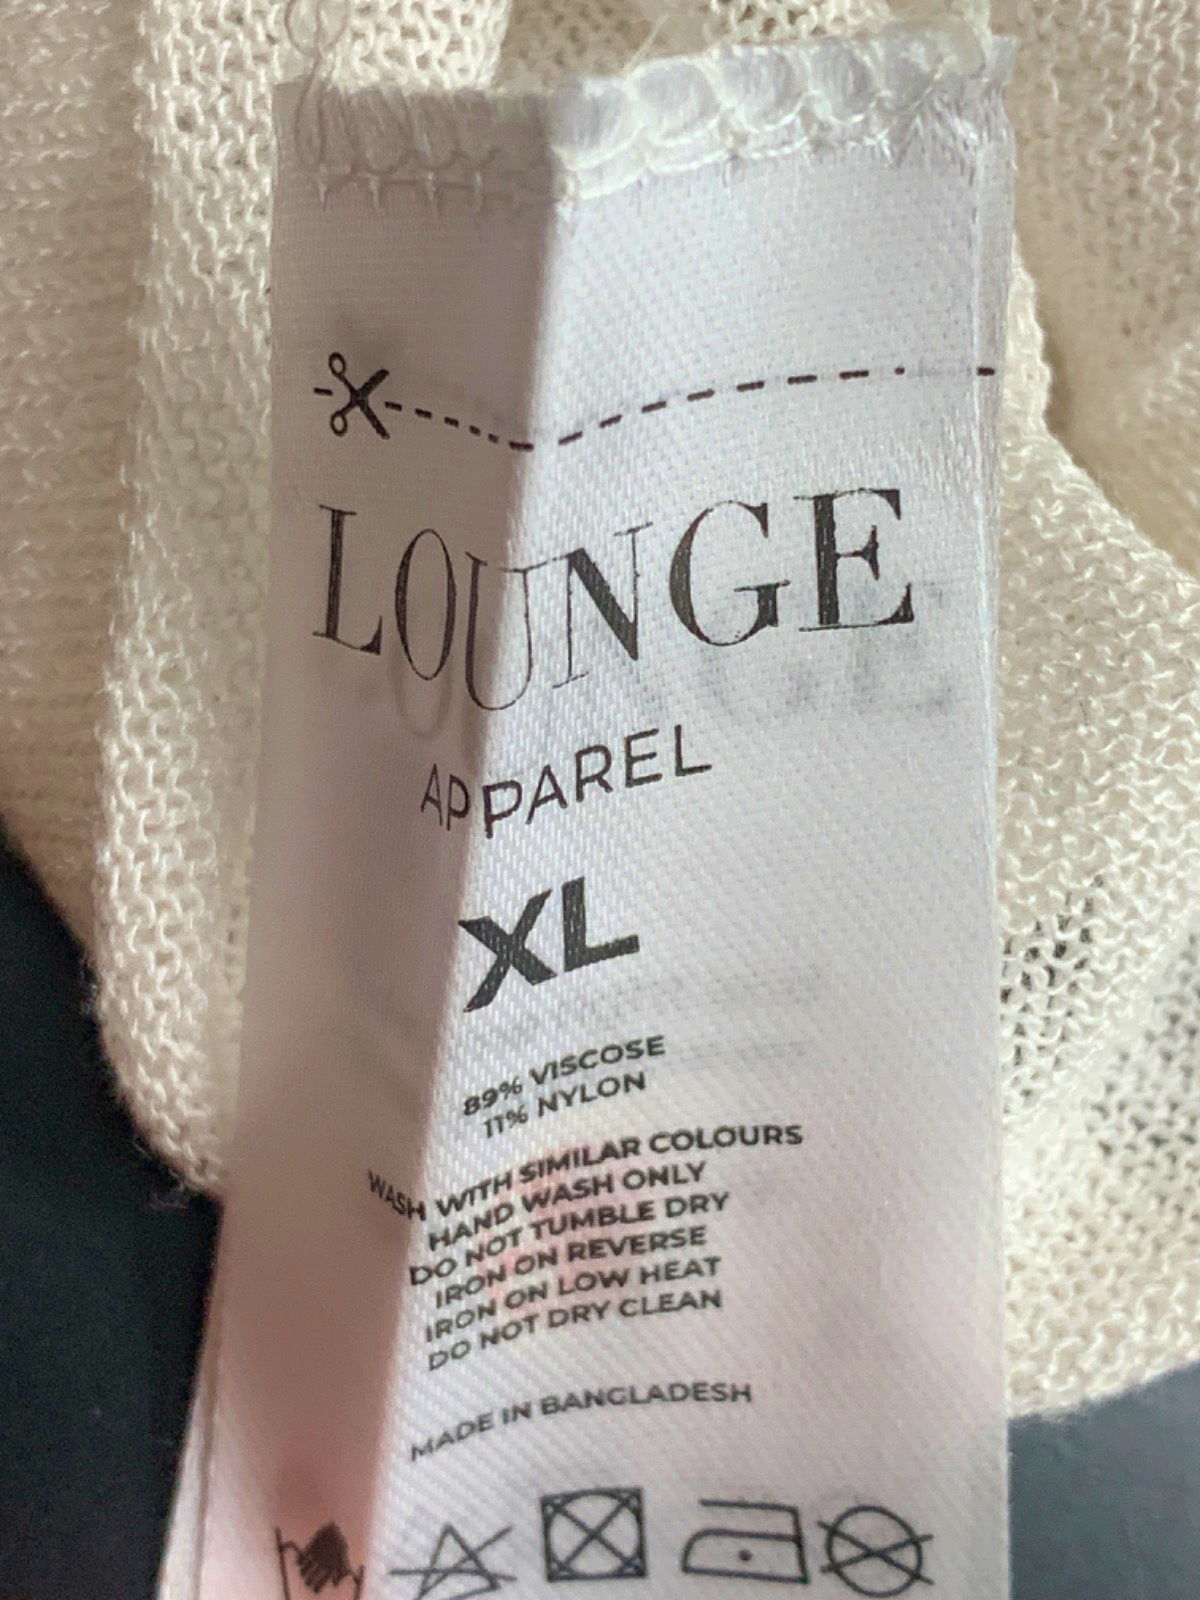 LOUNGE
APPAREL
XL
89% VISCOSE
11% NYLON
WASH WITH SIMILAR COLOURS
HAND WASH ONLY
DO NOT TUMBLE DRY
IRON ON REVERSE
IRON ON LOW HEAT
DO NOT DRY CLEAN
MADE IN BANGLADESH